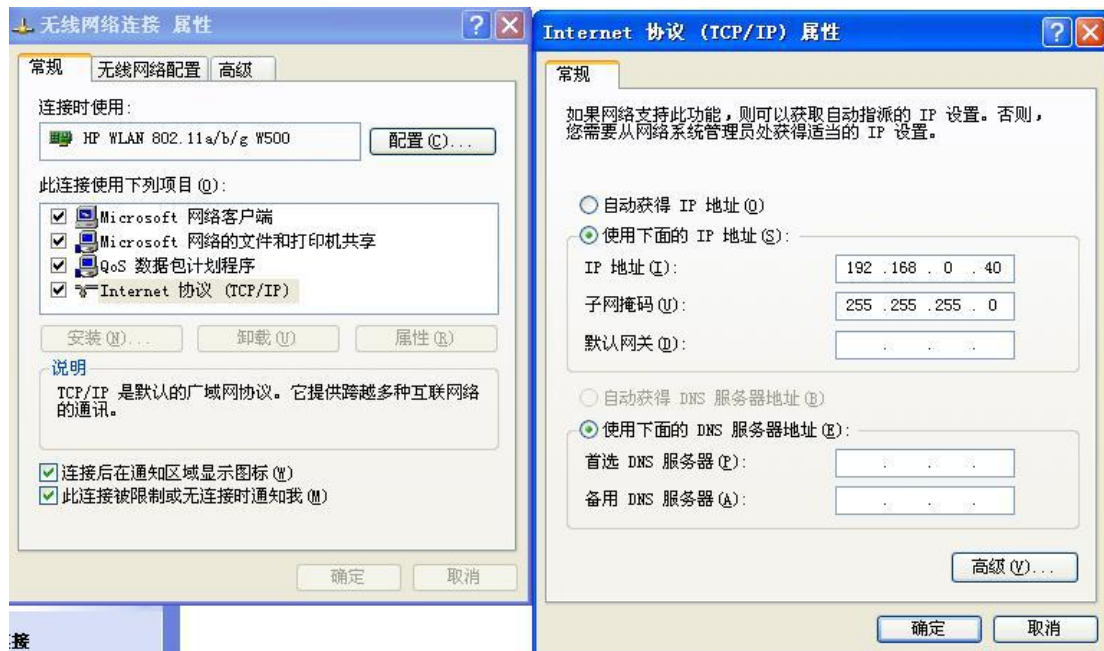 无线网络连接 属性
常规
无线网络配置
高级
连接时使用:
HP WLAN 802.11a/b/g W500
配置(C)...
此连接使用下列项目(O):
Microsoft 网络客户端
Microsoft 网络的文件和打印机共享
QoS 数据包计划程序
Internet 协议 (TCP/IP)
安装(N)...
卸载(U)
属性(R)
说明
TCP/IP 是默认的广域网协议。它提供跨越多种互联网络
的通讯。
连接后在通知区域显示图标(W)
此连接被限制或无连接时通知我(M)
确定
取消
接
Internet 协议 (TCP/IP) 属性
常规
如果网络支持此功能,则可以获取自动指派的 IP 设置。否则,
您需要从网络系统管理员处获得适当的 IP 设置。
自动获得 IP 地址(O)
使用下面的 IP 地址(S):
IP 地址(I): 192 .168 . 0 . 40
子网掩码(U): 255 .255 .255 . 0
默认网关(D): . . .
自动获得 DNS 服务器地址(B)
使用下面的 DNS 服务器地址(E):
首选 DNS 服务器(P): . . .
备用 DNS 服务器(A): . . .
高级(V)...
确定
取消